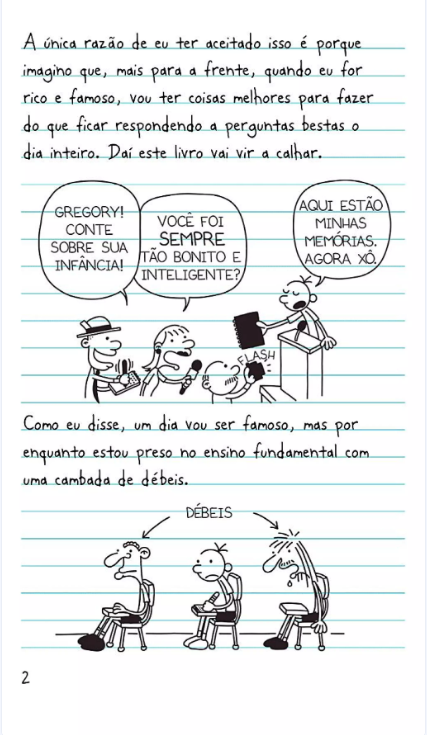 A única razão de eu ter aceitado isso é porque
imagino que, mais para a frente, quando eu for
rico e famoso, vou ter coisas melhores para fazer
do que ficar respondendo a perguntas bestas o
dia inteiro. Daí este livro vai vir a calhar.
GREGORY!
CONTE
SOBRE SUA
INFÂNCIA!
VOCÊ FOI
SEMPRE
TÃO BONITO E
INTELIGENTE?
AQUI ESTÃO
MINHAS
MEMÓRIAS.
AGORA XÔ.
FLASH
Como eu disse, um dia vou ser famoso, mas por
enquanto estou preso no ensino fundamental com
uma cambada de débeis.
DÉBEIS
2